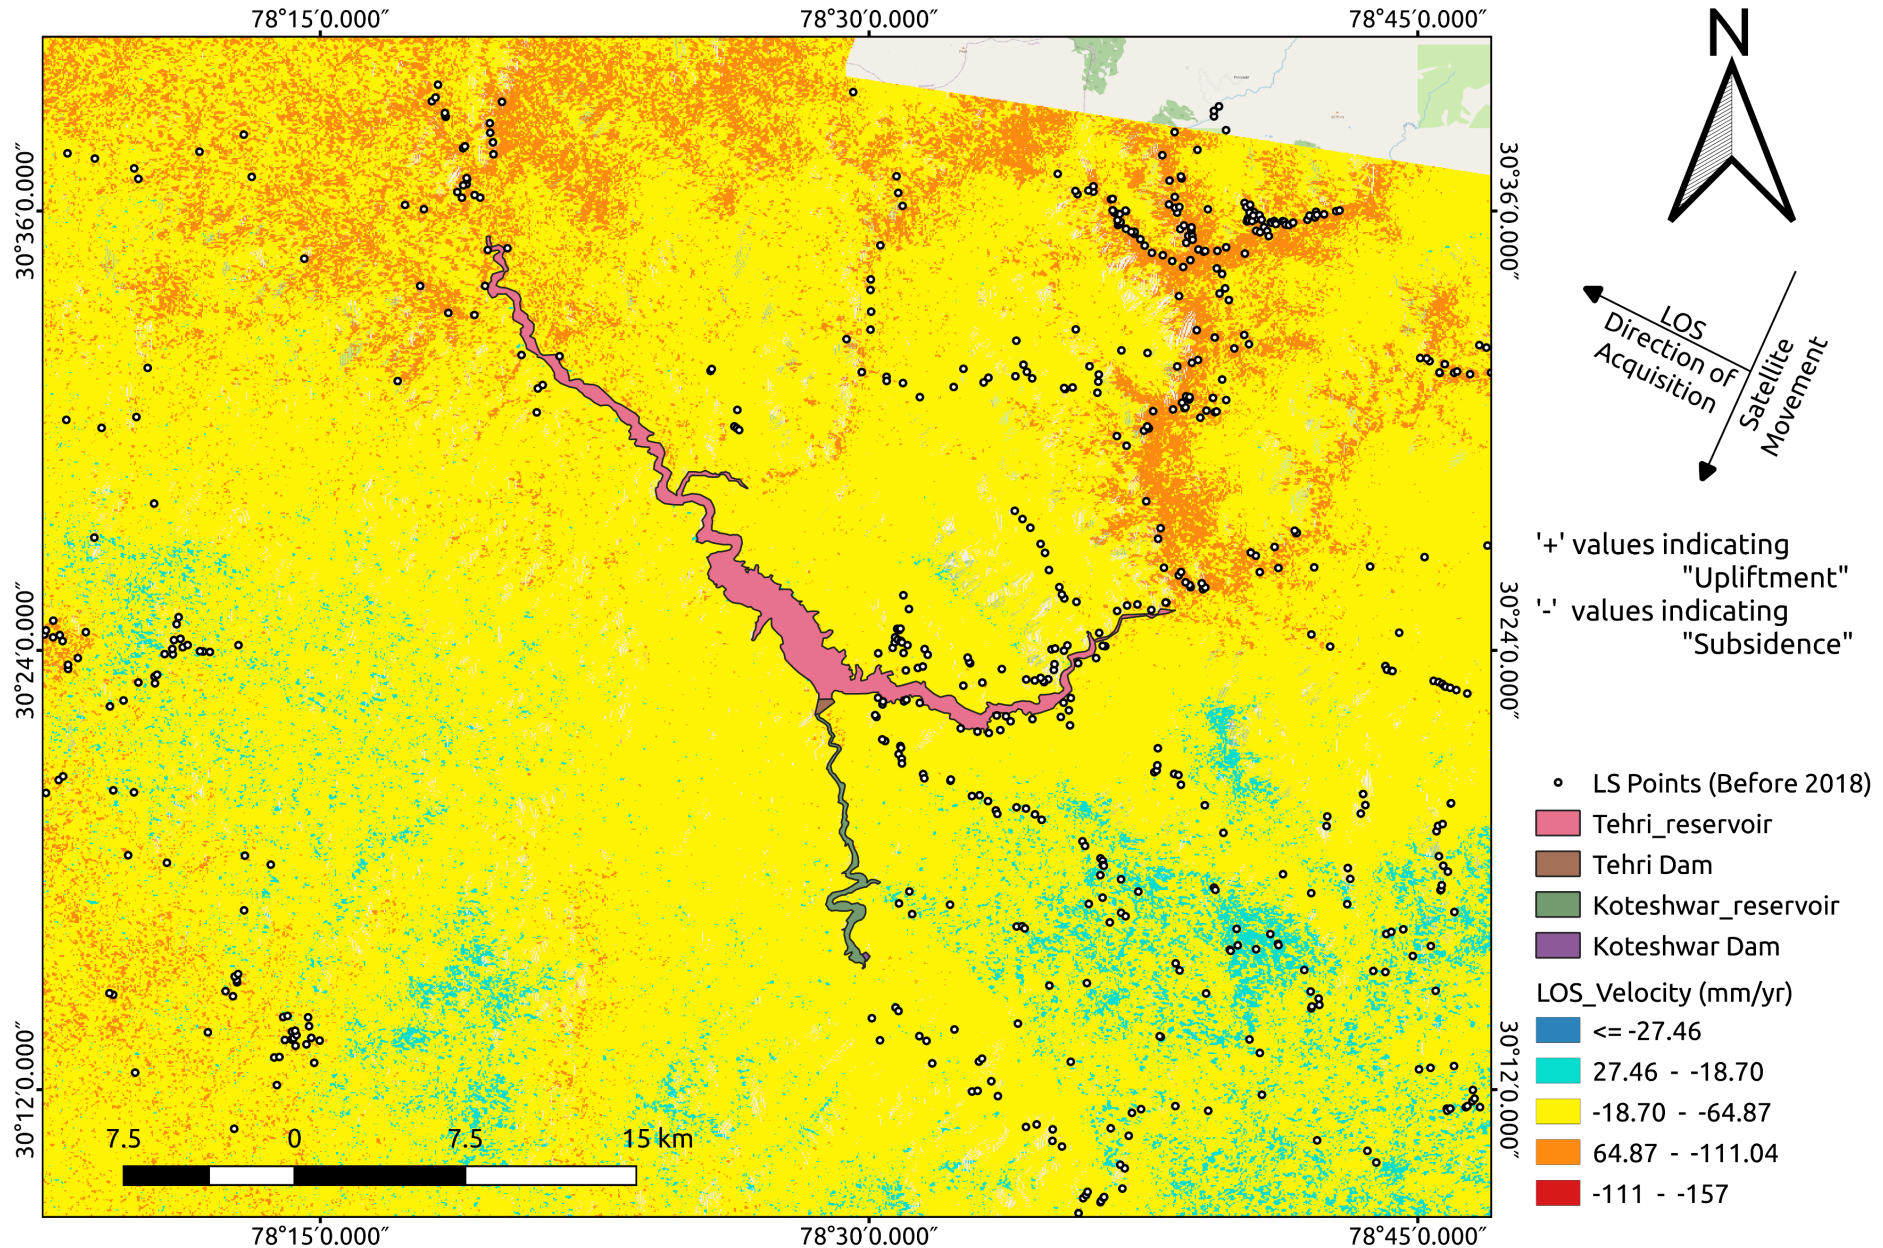 78°15′0.000″
78°30′0.000″
78°45′0.000″
N
30°36′0.000″
30°36′0.000″
LOS
Direction of
Acquisition
Satellite
Movement
'+' values indicating
"Upliftment"
'-' values indicating
"Subsidence"
30°24′0.000″
30°24′0.000″
LS Points (Before 2018)
Tehri_reservoir
Tehri Dam
Koteshwar_reservoir
Koteshwar Dam
LOS_Velocity (mm/yr)
<= -27.46
27.46 - -18.70
-18.70 - -64.87
64.87 - -111.04
-111 - -157
30°12′0.000″
30°12′0.000″
7.5 0 7.5 15 km
78°15′0.000″
78°30′0.000″
78°45′0.000″